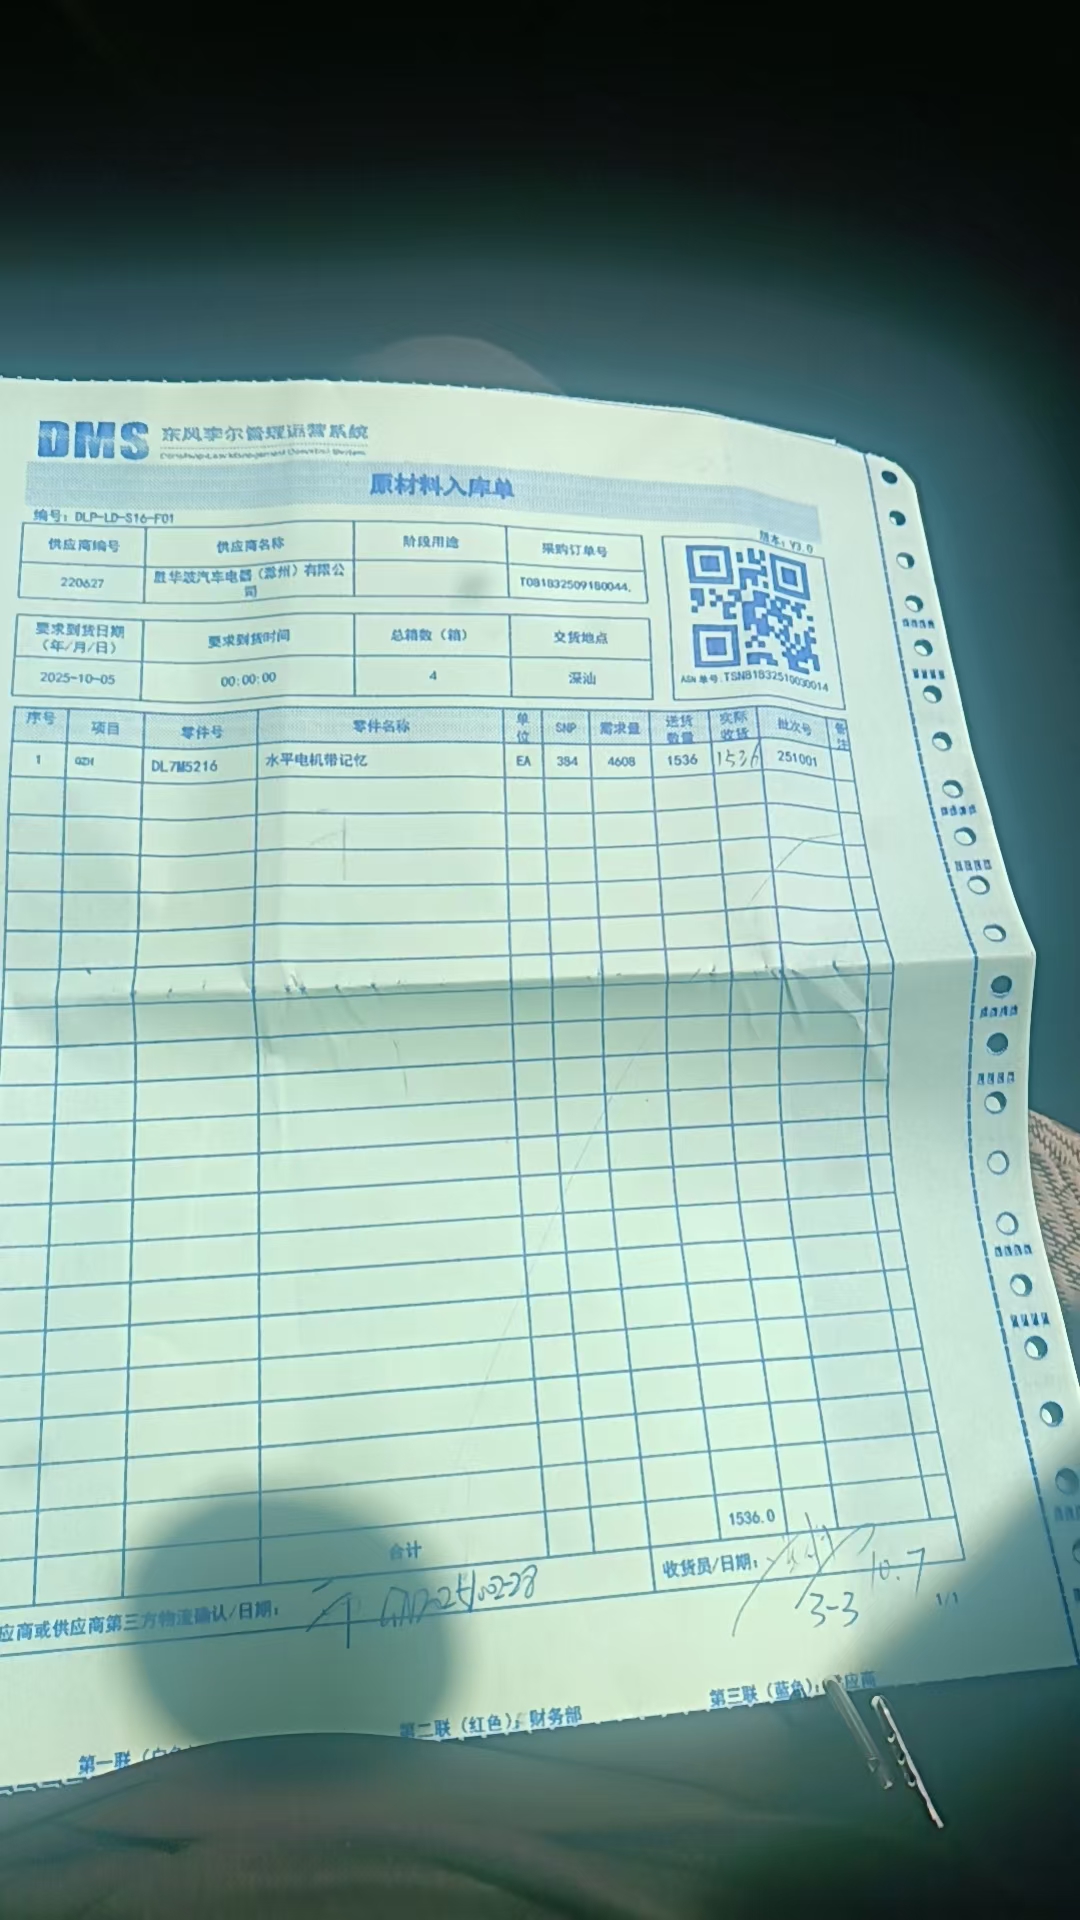 DMS 东风李尔管理运营系统
原材料入库单
编号: DLP-LD-S16-F01
版本: V3.0
供应商编号 供应商名称 阶段用途 采购订单号
220627 胜华波汽车电器（滁州）有限公司 T081832509180044.
要求到货日期（年/月/日） 要求到货时间 总箱数（箱） 交货地点
2025-10-05 00:00:00 4 深汕
ASN 单号.TSN81832510030014
序号 项目 零件号 零件名称 单位 SNP 需求量 送货数量 实际收货 批次号 备注
1 GZH DL7M5216 水平电机带记忆 EA 384 4608 1536 1536 251001
合计 1536.0
应商或供应商第三方物流确认/日期:
收货员/日期: 10.7
3-3
1/1
第一联 第二联（红色）: 财务部 第三联（蓝色）: 供应商